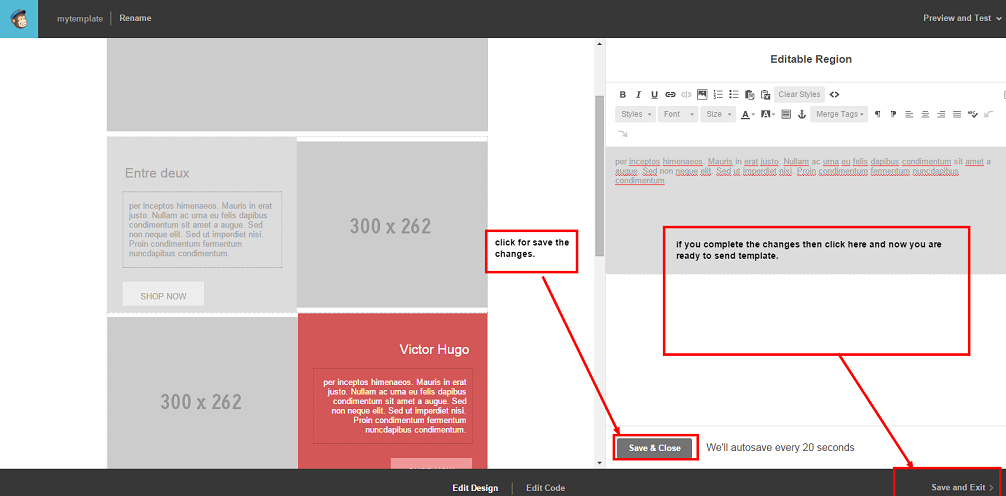 mytemplate
Rename
Preview and Test
Entre deux
per inceptos himenaeos. Mauris in erat
justo. Nullam ac urna eu felis dapibus
condimentum sit amet a augue. Sed
non neque elit. Sed ut imperdiet nisi.
Proin condimentum fermentum
nuncdapibus condimentum.
SHOP NOW
300 x 262
300 x 262
Victor Hugo
per inceptos himenaeos. Mauris in erat
justo. Nullam ac urna eu felis dapibus
condimentum sit amet a augue. Sed
non neque elit. Sed ut imperdiet nisi.
Proin condimentum fermentum
nuncdapibus condimentum.
click for save the
changes.
Editable Region
B I U
Clear Styles
Styles
Font
Size
A
A
Merge Tags
ABC
per inceptos himenaeos. Mauris in erat justo. Nullam ac urna eu felis dapibus condimentum sit amet a
augue. Sed non neque elit. Sed ut imperdiet nisi. Proin condimentum fermentum nuncdapibus
condimentum.
if you complete the changes then click here and now you are
ready to send template.
Save & Close
We'll autosave every 20 seconds
Edit Design
Edit Code
Save and Exit